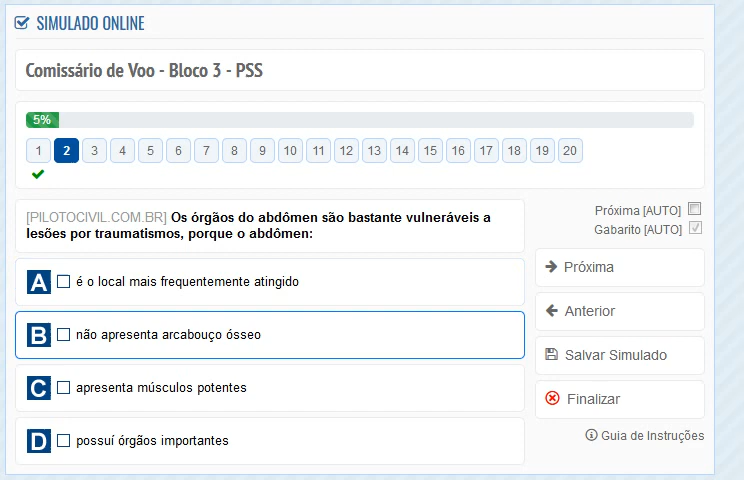 SIMULADO ONLINE
Comissário de Voo - Bloco 3 - PSS
5%
1 2 3 4 5 6 7 8 9 10 11 12 13 14 15 16 17 18 19 20
[PILOTOCIVIL.COM.BR] Os órgãos do abdômen são bastante vulneráveis a
lesões por traumatismos, porque o abdômen:
A é o local mais frequentemente atingido
B não apresenta arcabouço ósseo
C apresenta músculos potentes
D possuí órgãos importantes
Próxima [AUTO]
Gabarito [AUTO]
Próxima
Anterior
Salvar Simulado
Finalizar
Guia de Instruções